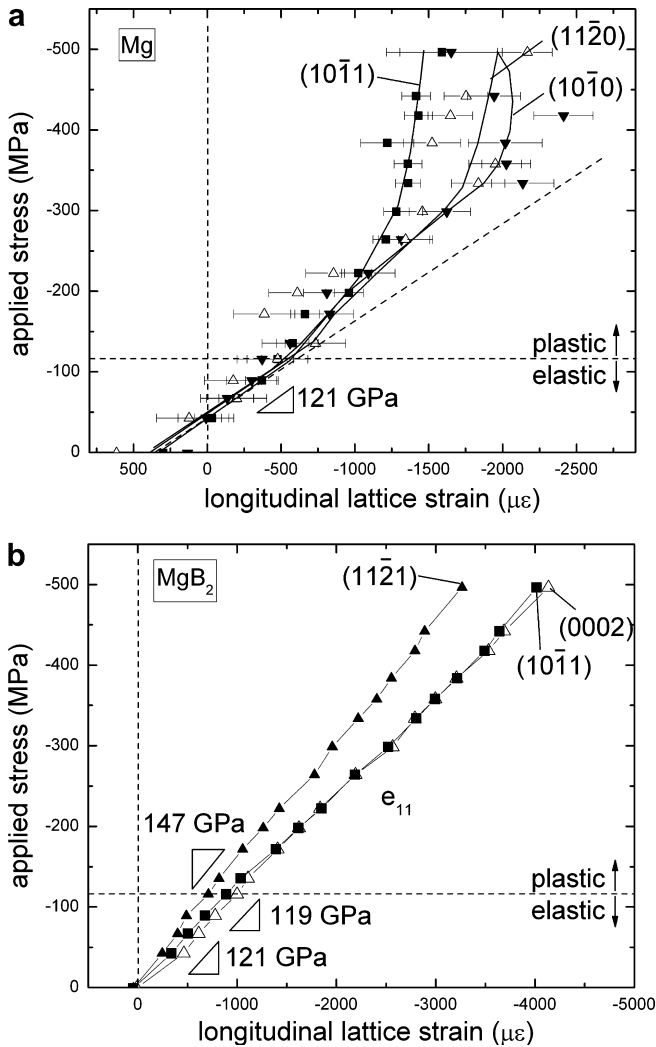 a
Mg
(101̄1)
(112̄0)
(101̄0)
-500
-400
-300
-200
-100
0
applied stress (MPa)
plastic
elastic
121 GPa
500 0 -500 -1000 -1500 -2000 -2500
longitudinal lattice strain (με)
b
MgB₂
(112̄1)
(0002)
(101̄1)
-500
-400
-300
-200
-100
0
applied stress (MPa)
e₁₁
147 GPa
plastic
elastic
119 GPa
121 GPa
0 -1000 -2000 -3000 -4000 -5000
longitudinal lattice strain (με)